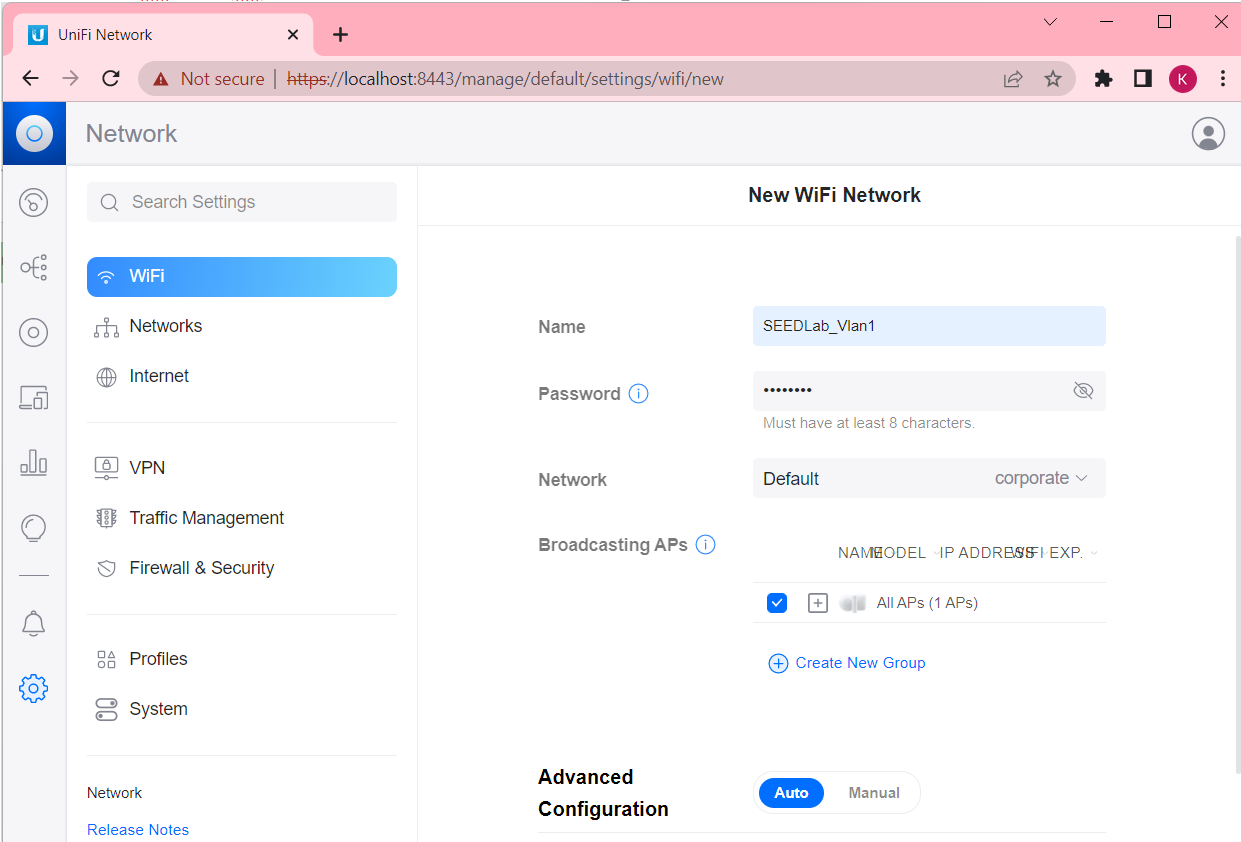 UniFi Network
Not secure | https://localhost:8443/manage/default/settings/wifi/new
K
Network
Search Settings
WiFi
Networks
Internet
VPN
Traffic Management
Firewall & Security
Profiles
System
Network
Release Notes
New WiFi Network
Name SEEDLab_Vlan1
Password ••••••••
Must have at least 8 characters.
Network Default corporate
Broadcasting APs
NAME MODEL IP ADDRESS WIFI EXP.
All APs (1 APs)
Create New Group
Advanced
Configuration
Auto Manual